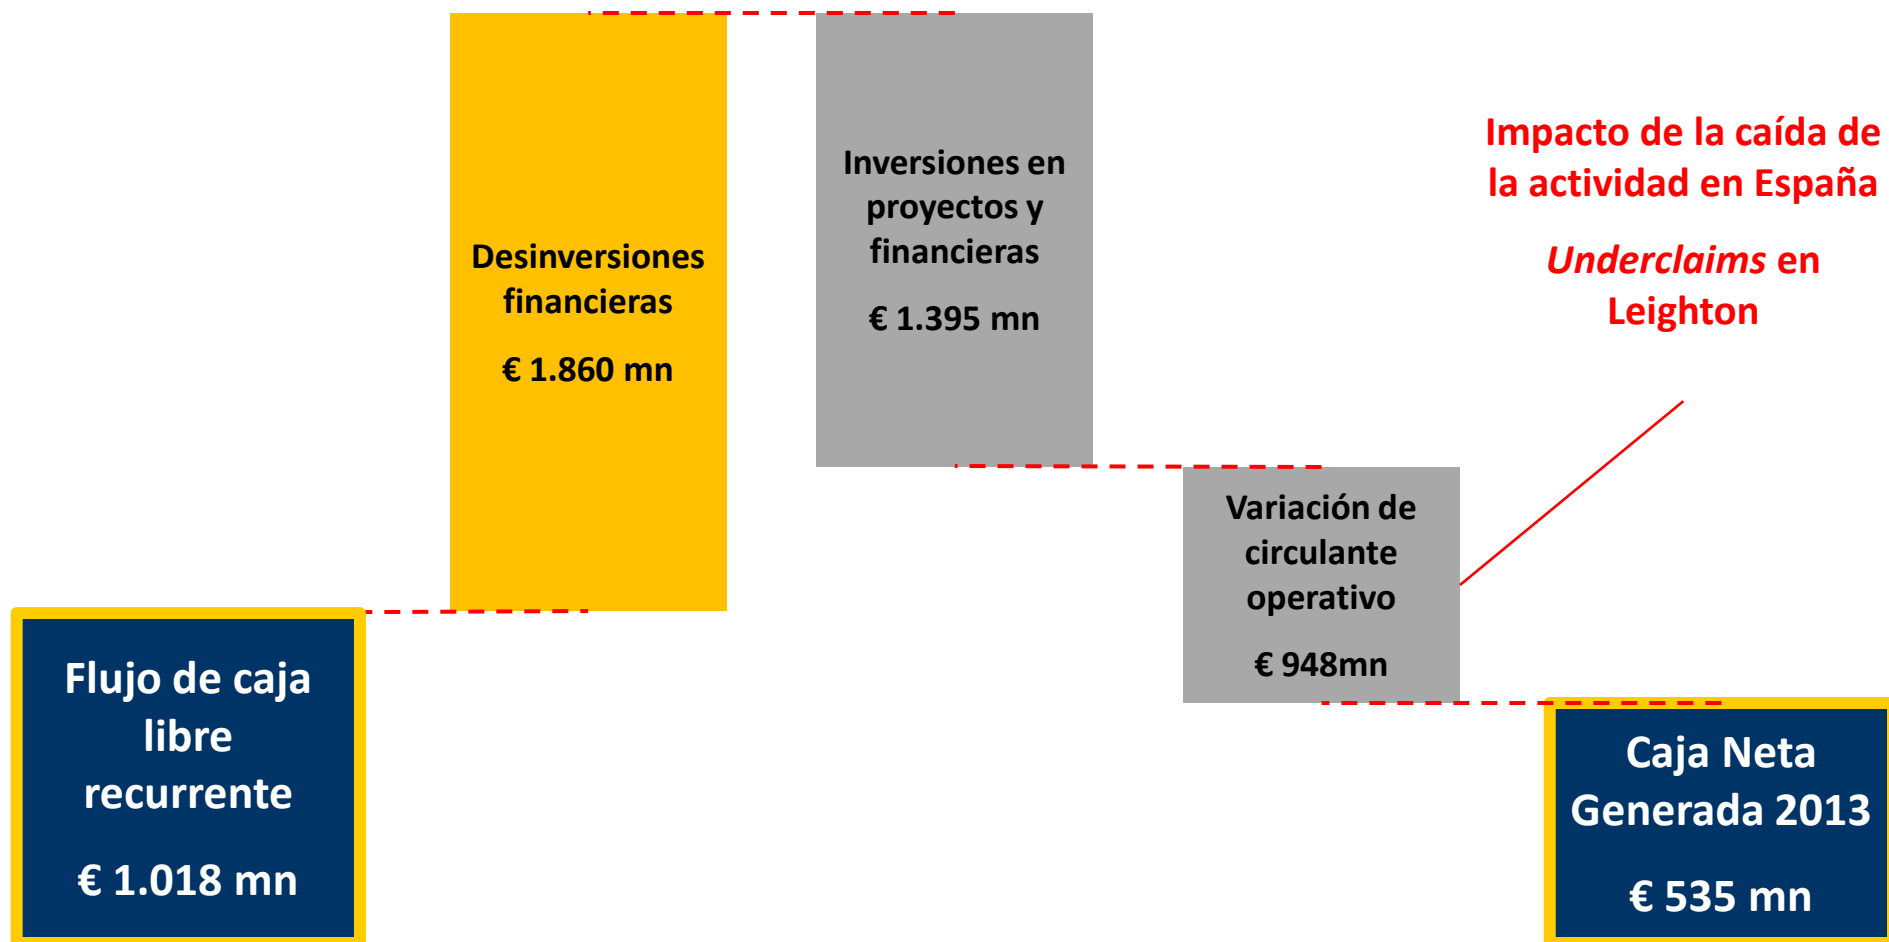 Flujo de caja
libre
recurrente
€ 1.018 mn
Desinversiones
financieras
€ 1.860 mn
Inversiones en
proyectos y
financieras
€ 1.395 mn
Variación de
circulante
operativo
€ 948mn
Impacto de la caída de
la actividad en España
Underclaims en
Leighton
Caja Neta
Generada 2013
€ 535 mn